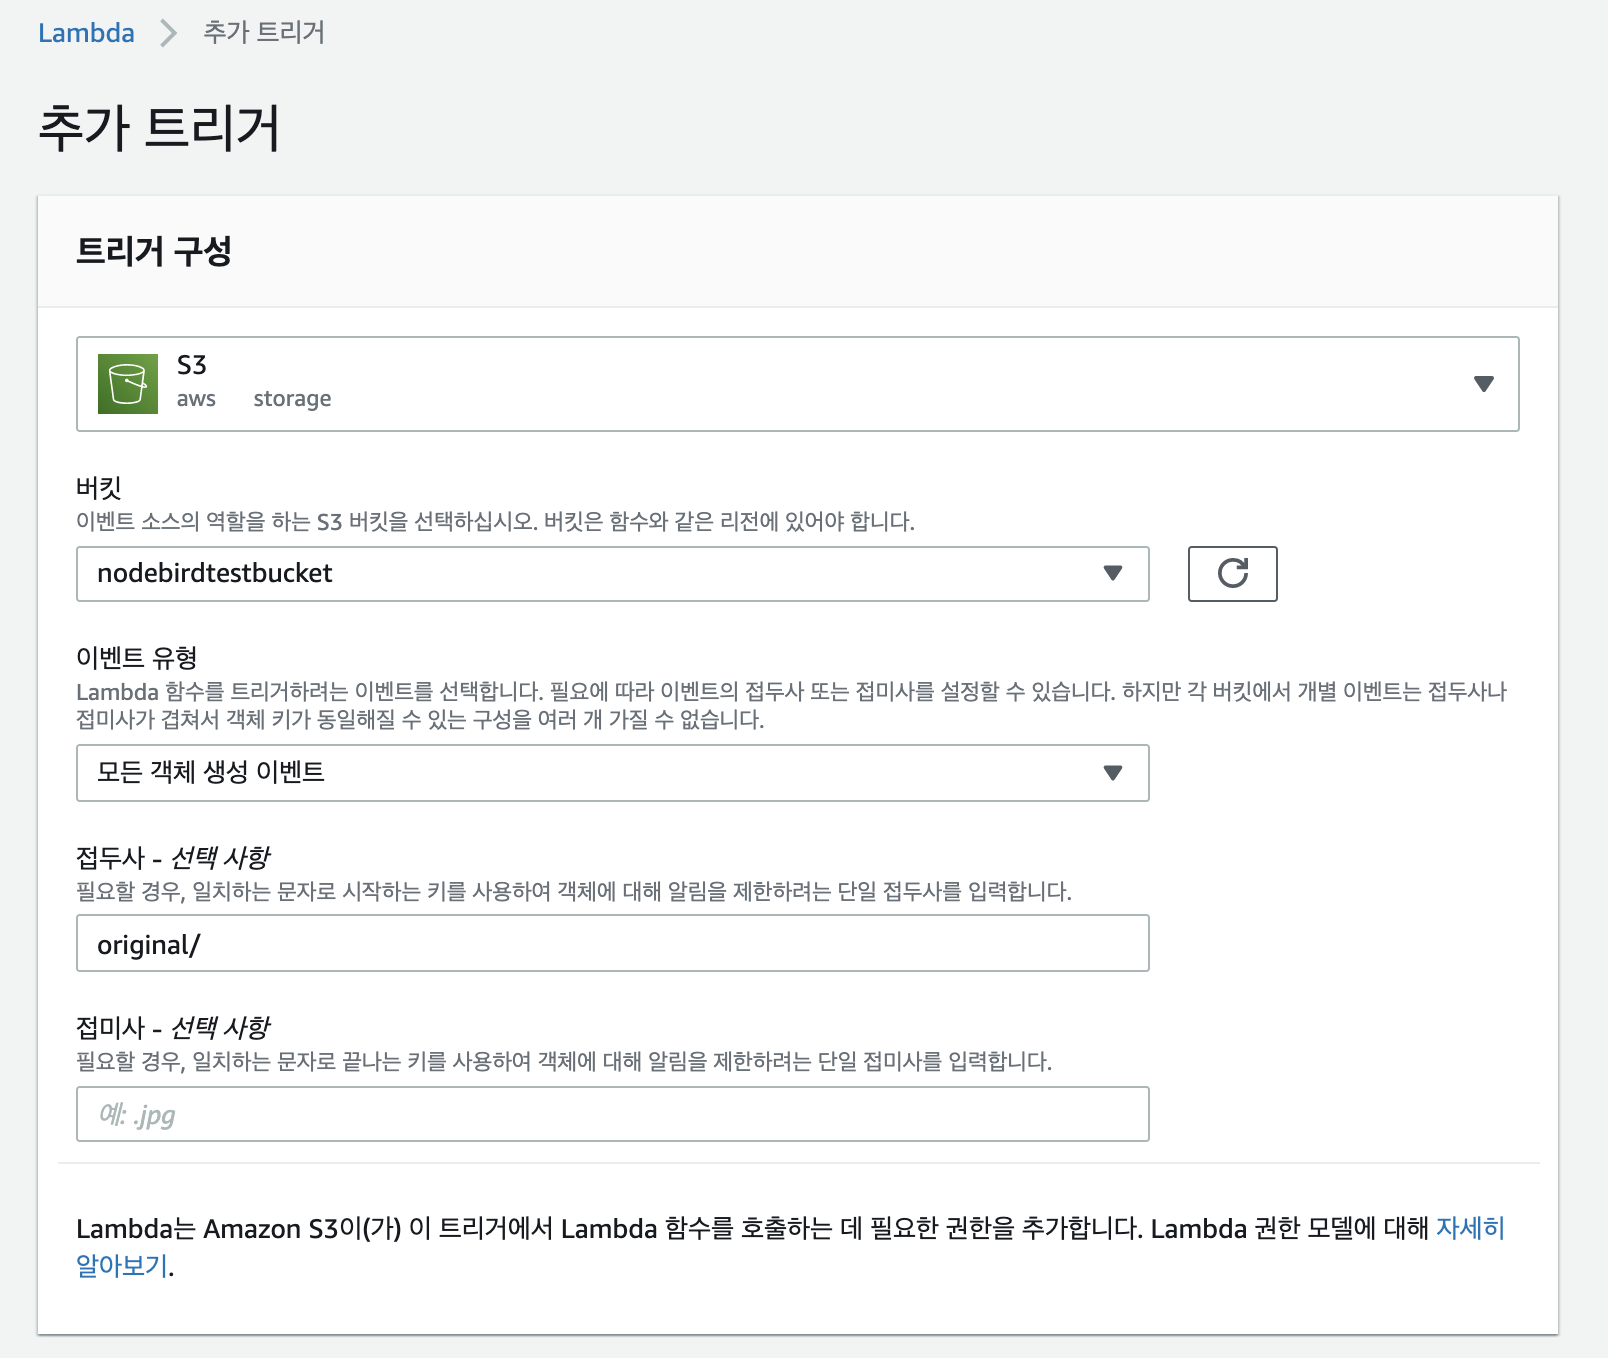 Lambda
추가 트리거
추가 트리거
트리거 구성
S3
aws storage
버킷
이벤트 소스의 역할을 하는 S3 버킷을 선택하십시오. 버킷은 함수와 같은 리전에 있어야 합니다.
nodebirdtestbucket
이벤트 유형
Lambda 함수를 트리거하려는 이벤트를 선택합니다. 필요에 따라 이벤트의 접두사 또는 접미사를 설정할 수 있습니다. 하지만 각 버킷에서 개별 이벤트는 접두사나
접미사가 겹쳐서 객체 키가 동일해질 수 있는 구성을 여러 개 가질 수 없습니다.
모든 객체 생성 이벤트
접두사 - 선택 사항
필요할 경우, 일치하는 문자로 시작하는 키를 사용하여 객체에 대해 알림을 제한하려는 단일 접두사를 입력합니다.
original/
접미사 - 선택 사항
필요할 경우, 일치하는 문자로 끝나는 키를 사용하여 객체에 대해 알림을 제한하려는 단일 접미사를 입력합니다.
예: .jpg
Lambda는 Amazon S3이(가) 이 트리거에서 Lambda 함수를 호출하는 데 필요한 권한을 추가합니다. Lambda 권한 모델에 대해 자세히
알아보기.